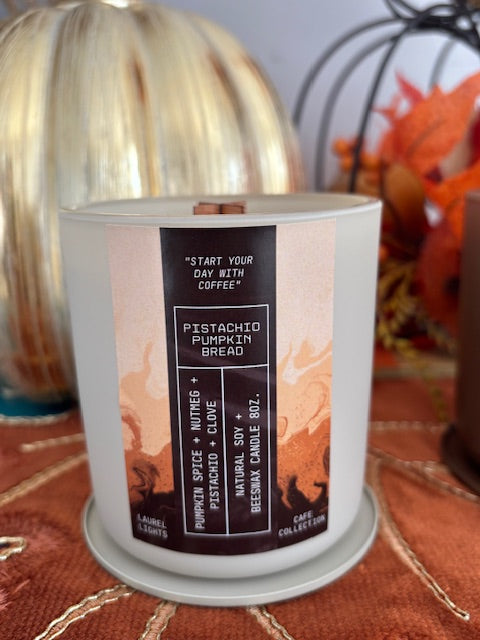 "START YOUR
DAY WITH
COFFEE"
PISTACHIO
PUMPKIN
BREAD
PUMPKIN SPICE + NUTMEG +
PISTACHIO + CLOVE
NATURAL SOY +
BEESWAX CANDLE 8OZ.
LAUREL
LIGHTS
CAFE
COLLECTION